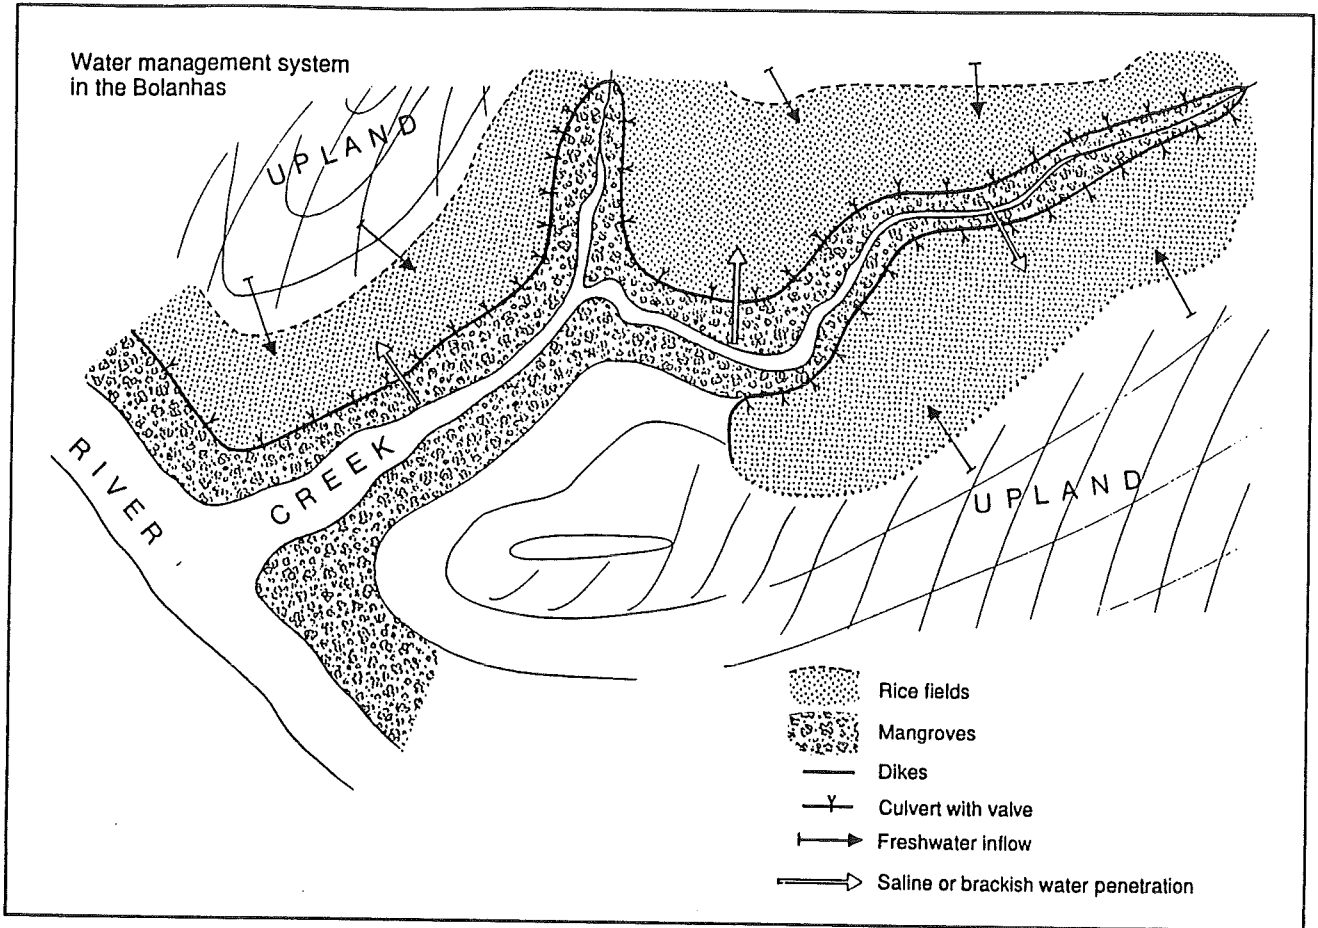 Water management system
in the Bolanhas
UPLAND
RIVER
CREEK
UPLAND
Rice fields
Mangroves
Dikes
Culvert with valve
Freshwater inflow
Saline or brackish water penetration